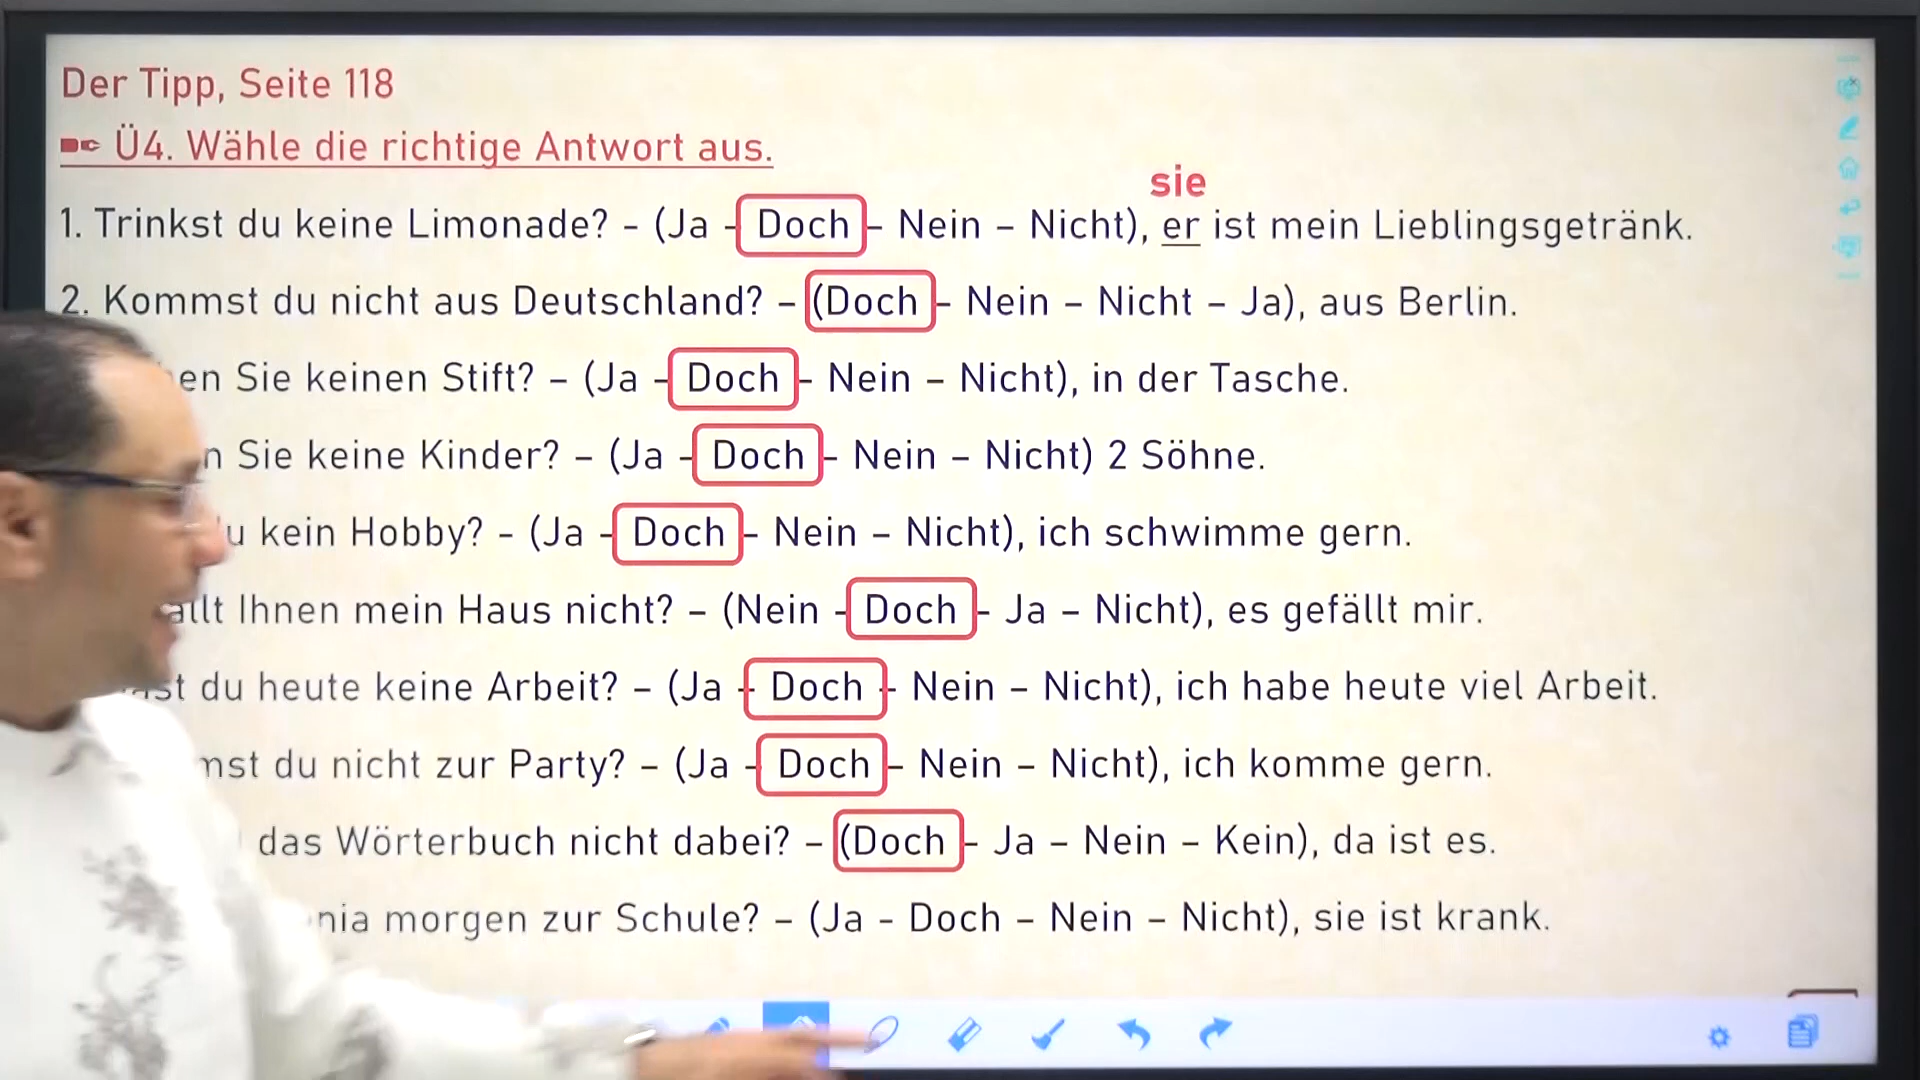 Der Tipp, Seite 118
Ü4. Wähle die richtige Antwort aus.
sie
1. Trinkst du keine Limonade? – (Ja - Doch – Nein – Nicht), er ist mein Lieblingsgetränk.
2. Kommst du nicht aus Deutschland? – (Doch – Nein – Nicht – Ja), aus Berlin.
Sie keinen Stift? – (Ja – Doch – Nein – Nicht), in der Tasche.
Sie keine Kinder? – (Ja – Doch – Nein – Nicht) 2 Söhne.
kein Hobby? – (Ja – Doch – Nein – Nicht), ich schwimme gern.
Ihnen mein Haus nicht? – (Nein – Doch – Ja – Nicht), es gefällt mir.
du heute keine Arbeit? – (Ja – Doch – Nein – Nicht), ich habe heute viel Arbeit.
du nicht zur Party? – (Ja – Doch – Nein – Nicht), ich komme gern.
das Wörterbuch nicht dabei? – (Doch – Ja – Nein – Kein), da ist es.
morgen zur Schule? – (Ja - Doch – Nein – Nicht), sie ist krank.